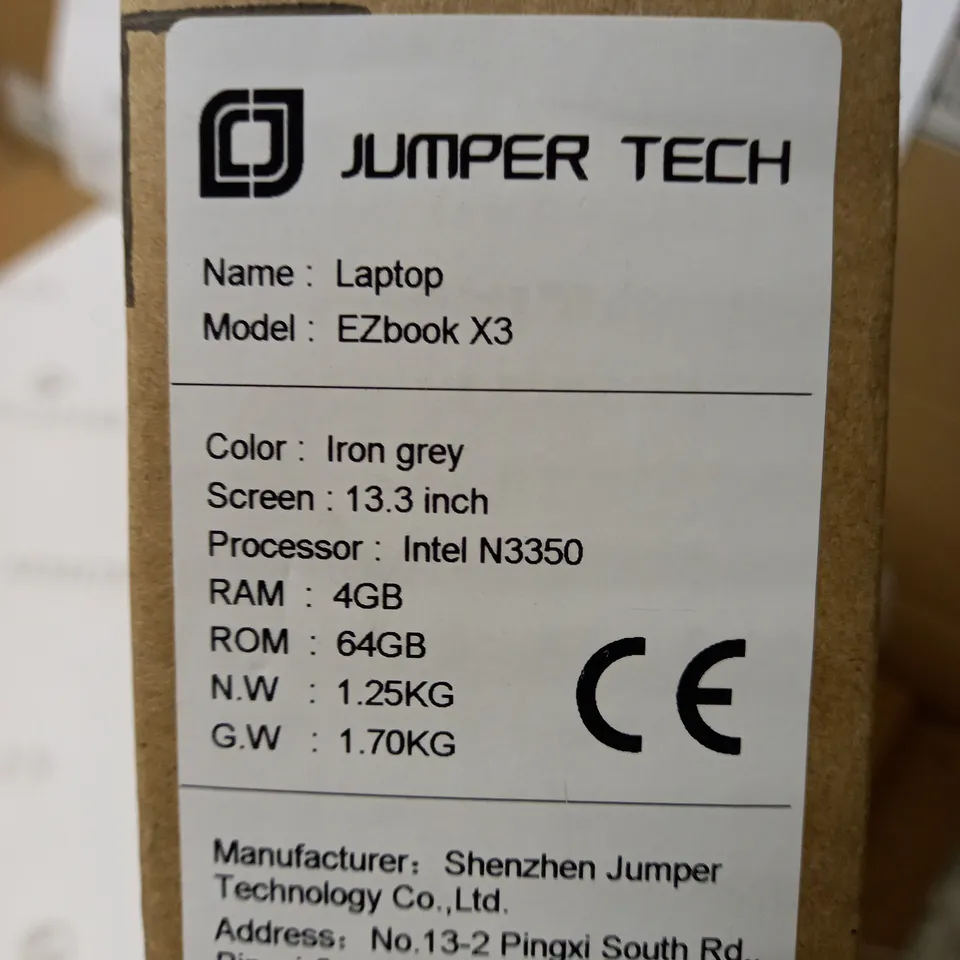 JUMPER TECH
Name : Laptop
Model : EZbook X3
Color : Iron grey
Screen : 13.3 inch
Processor : Intel N3350
RAM : 4GB
ROM : 64GB
N.W : 1.25KG
G.W : 1.70KG
CE
Manufacturer: Shenzhen Jumper
Technology Co.,Ltd.
Address: No.13-2 Pingxi South Rd.,